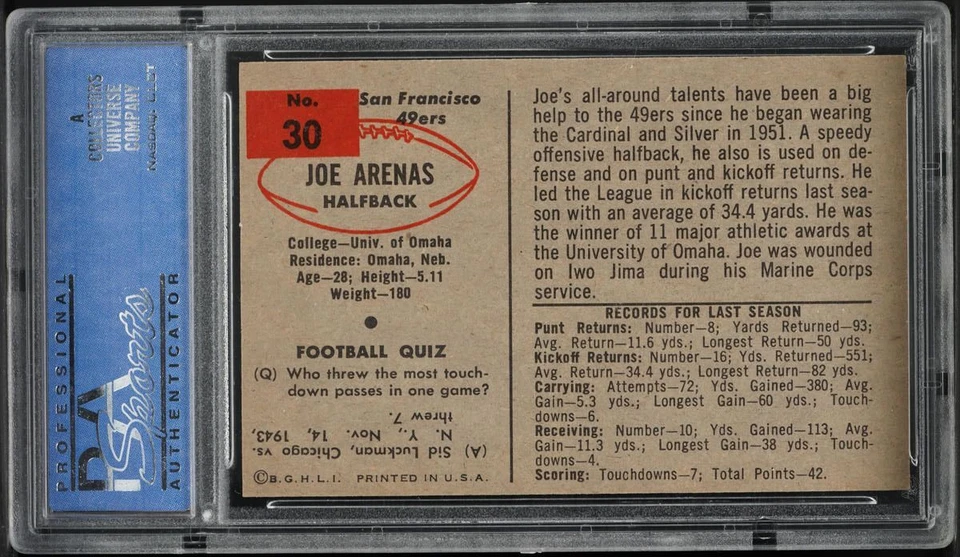 A
COLLECTORS
UNIVERSE
COMPANY
NASDAQ: CLCT
PROFESSIONAL
PSA
Sports
AUTHENTICATOR
No.
30
San Francisco
49ers
JOE ARENAS
HALFBACK
College—Univ. of Omaha
Residence: Omaha, Neb.
Age—28; Height—5.11
Weight—180
FOOTBALL QUIZ
(Q) Who threw the most touch-
down passes in one game?
(A) Sid Luckman, Chicago vs.
N. Y., Nov. 14, 1943,
threw 7.
©B.G.H.L.I. PRINTED IN U.S.A.
Joe's all-around talents have been a big
help to the 49ers since he began wearing
the Cardinal and Silver in 1951. A speedy
offensive halfback, he also is used on de-
fense and on punt and kickoff returns. He
led the League in kickoff returns last sea-
son with an average of 34.4 yards. He was
the winner of 11 major athletic awards at
the University of Omaha. Joe was wounded
on Iwo Jima during his Marine Corps
service.
RECORDS FOR LAST SEASON
Punt Returns: Number—8; Yards Returned—93;
Avg. Return—11.6 yds.; Longest Return—50 yds.
Kickoff Returns: Number—16; Yds. Returned—551;
Avg. Return—34.4 yds.; Longest Return—82 yds.
Carrying: Attempts—72; Yds. Gained—380; Avg.
Gain—5.3 yds.; Longest Gain—60 yds.; Touch-
downs—6.
Receiving: Number—10; Yds. Gained—113; Avg.
Gain—11.3 yds.; Longest Gain—38 yds.; Touch-
downs—4.
Scoring: Touchdowns—7; Total Points—42.